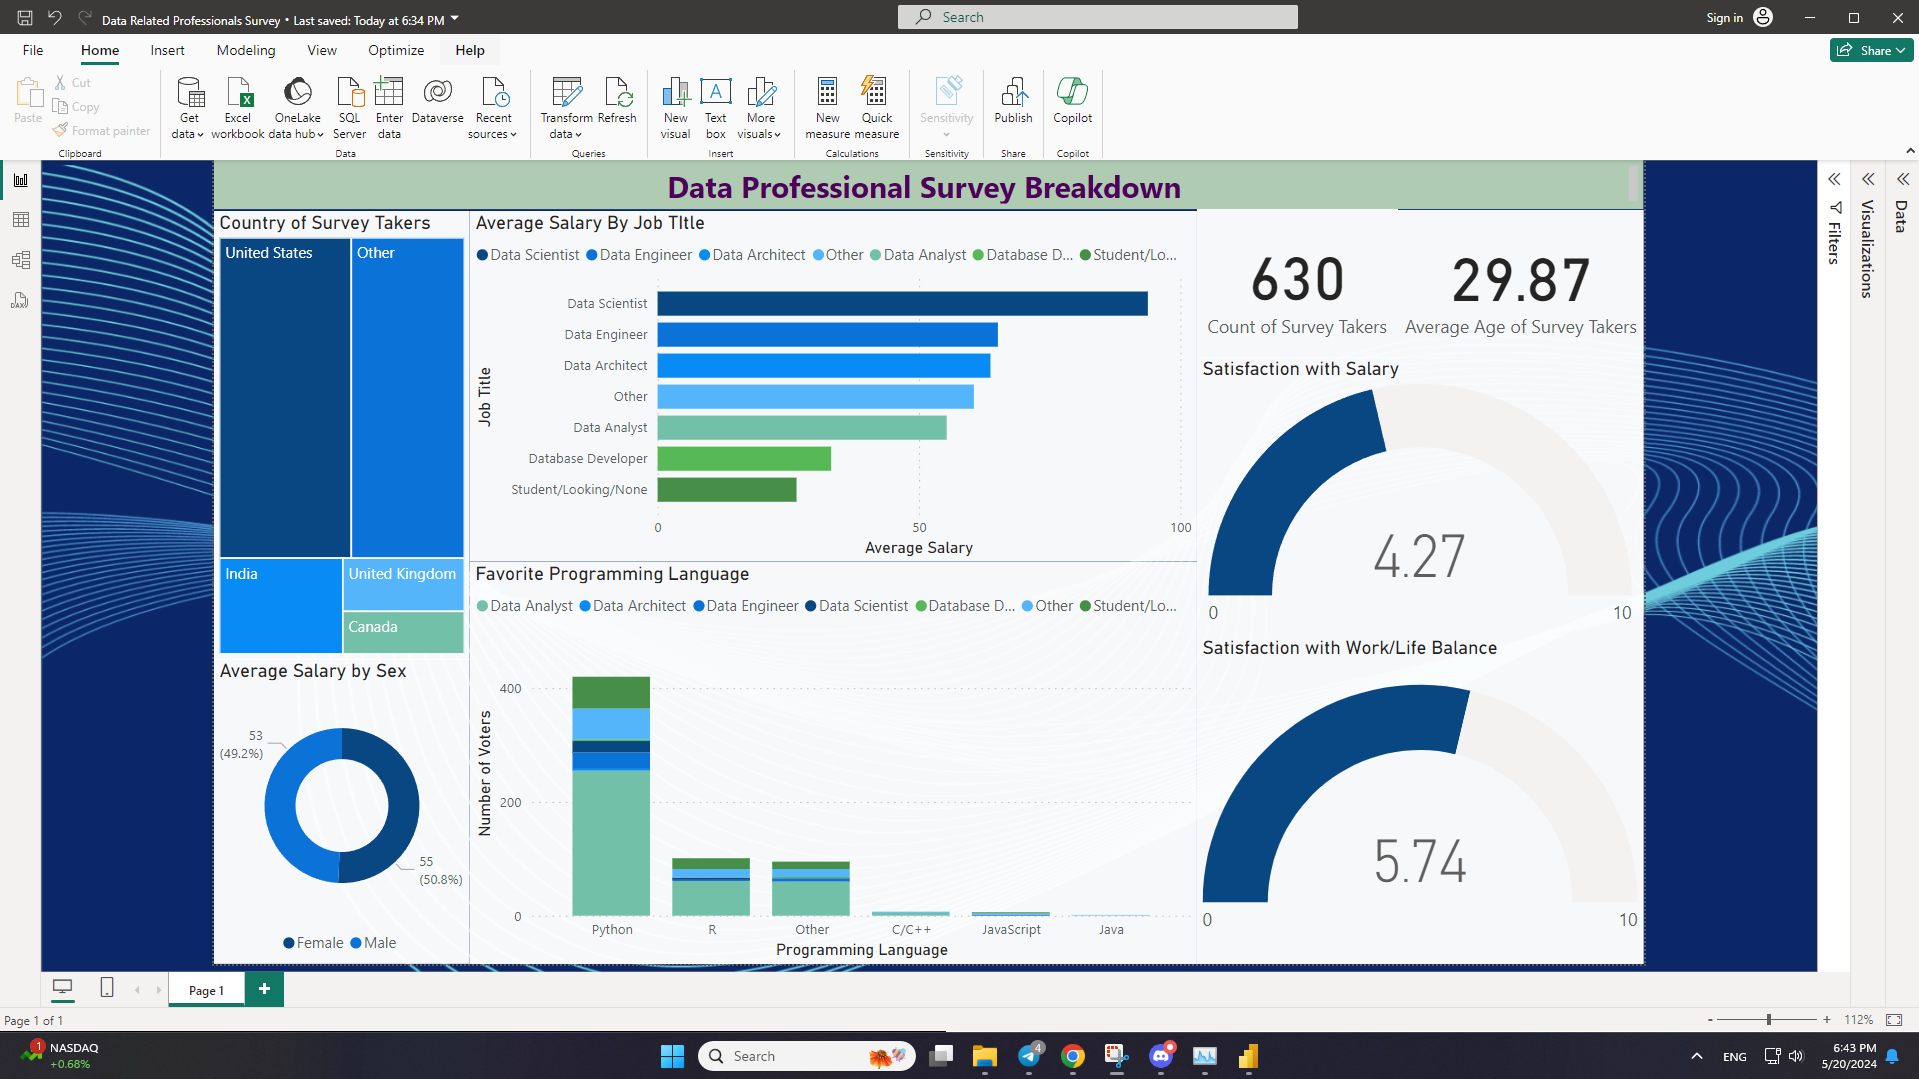 Data Related Professionals Survey • Last saved: Today at 6:34 PM
Search
Sign in
File
Home
Insert
Modeling
View
Optimize
Help
Share
Paste
Cut
Copy
Format painter
Clipboard
Get data
Excel workbook
OneLake data hub
SQL Server
Enter data
Dataverse
Recent sources
Data
Transform data
Refresh
Queries
New visual
Text box
More visuals
Insert
New measure
Quick measure
Calculations
Sensitivity
Sensitivity
Publish
Share
Copilot
Copilot
DAX
Data Professional Survey Breakdown
Country of Survey Takers
United States
Other
India
United Kingdom
Canada
Average Salary By Job TItle
Data Scientist
Data Engineer
Data Architect
Other
Data Analyst
Database D...
Student/Lo...
Job Title
Data Scientist
Data Engineer
Data Architect
Other
Data Analyst
Database Developer
Student/Looking/None
0
50
100
Average Salary
630
Count of Survey Takers
29.87
Average Age of Survey Takers
Satisfaction with Salary
4.27
0
10
Satisfaction with Work/Life Balance
5.74
0
10
Average Salary by Sex
53
(49.2%)
55
(50.8%)
Female
Male
Favorite Programming Language
Data Analyst
Data Architect
Data Engineer
Data Scientist
Database D...
Other
Student/Lo...
Number of Voters
400
200
0
Python
R
Other
C/C++
JavaScript
Java
Programming Language
Filters
Visualizations
Data
Page 1
Page 1 of 1
112%
1
NASDAQ
+0.68%
Search
4
ENG
6:43 PM
5/20/2024